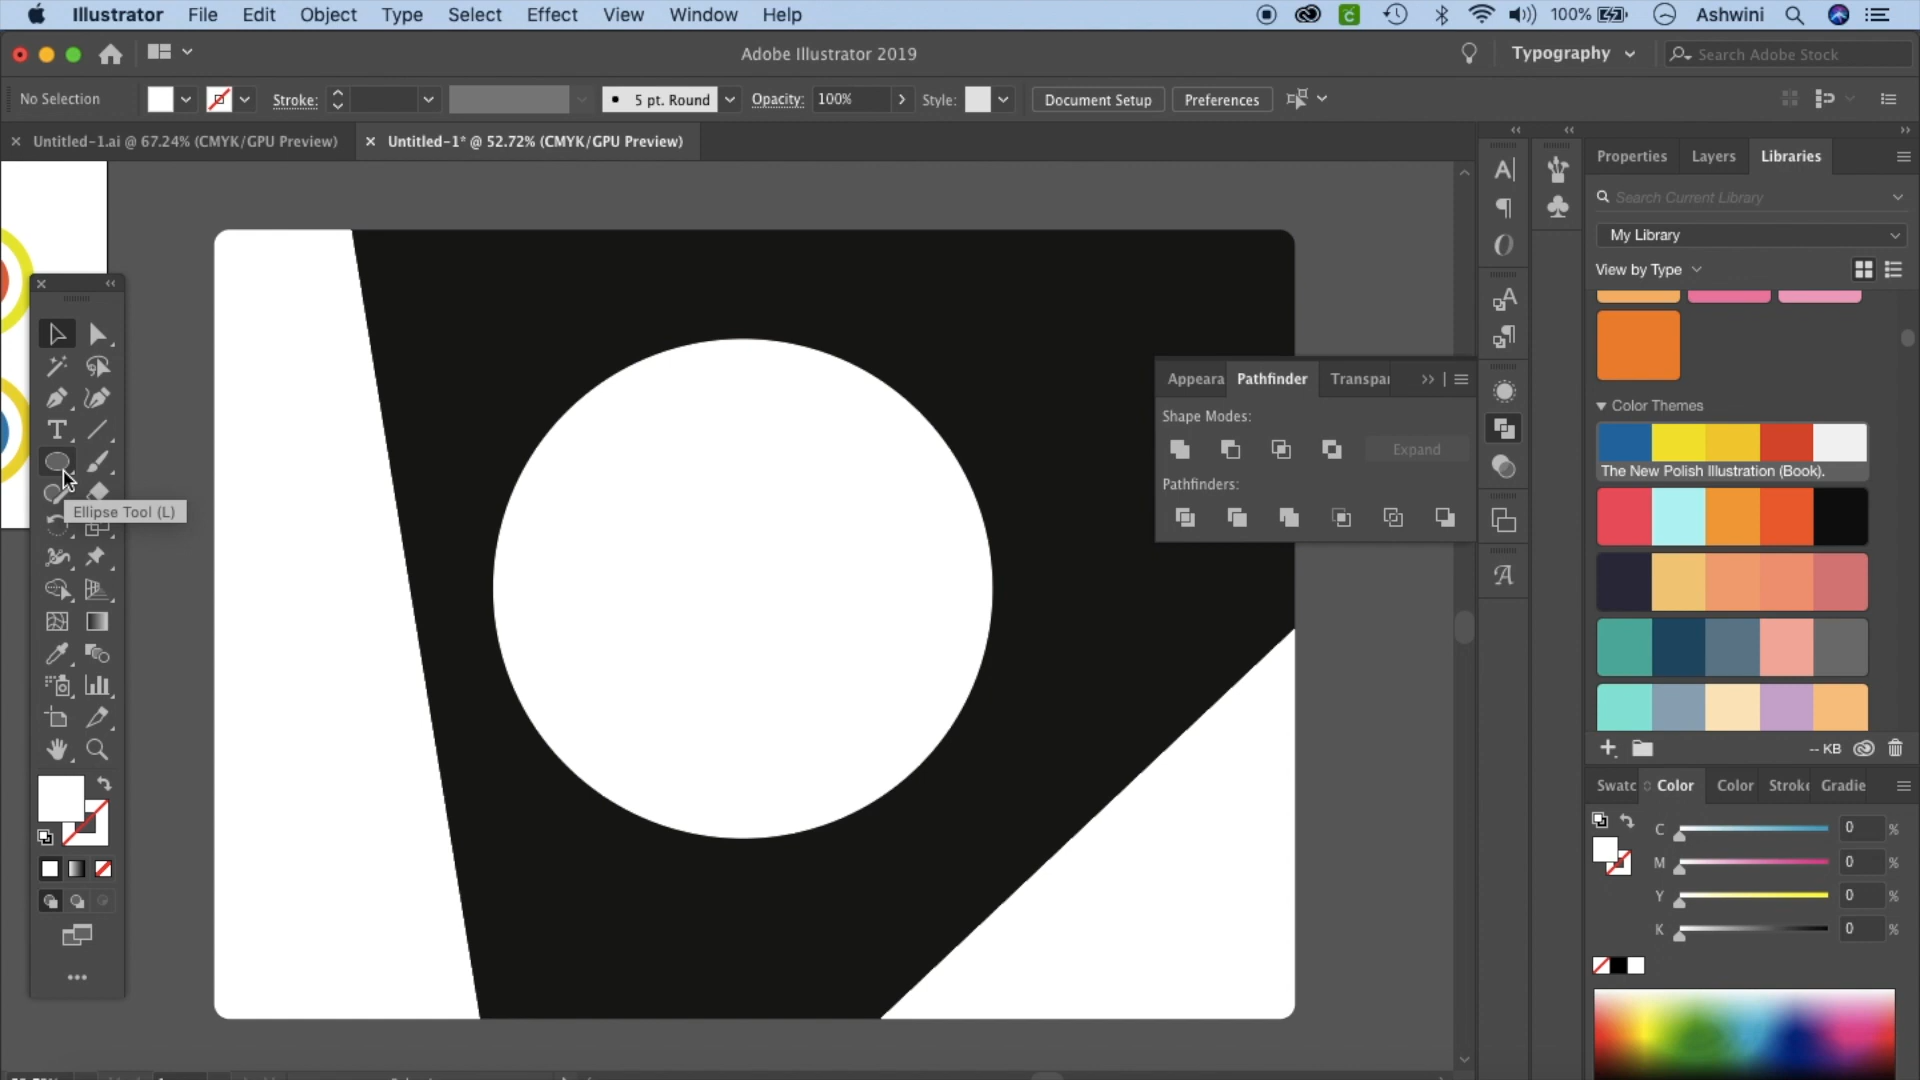 Illustrator File Edit Object Type Select Effect View Window Help 100% Ashwini
Adobe Illustrator 2019 Typography Search Adobe Stock
No Selection Stroke: 5 pt. Round Opacity: 100% Style: Document Setup Preferences
Untitled-1.ai @ 67.24% (CMYK/GPU Preview) Untitled-1* @ 52.72% (CMYK/GPU Preview)
Properties Layers Libraries
Search Current Library
My Library
View by Type
Appeara Pathfinder Transpar
Shape Modes:
Expand
Pathfinders:
Color Themes
The New Polish Illustration (Book).
Ellipse Tool (L)
-- KB
Swatc Color Color Stroke Gradie
C 0 %
M 0 %
Y 0 %
K 0 %